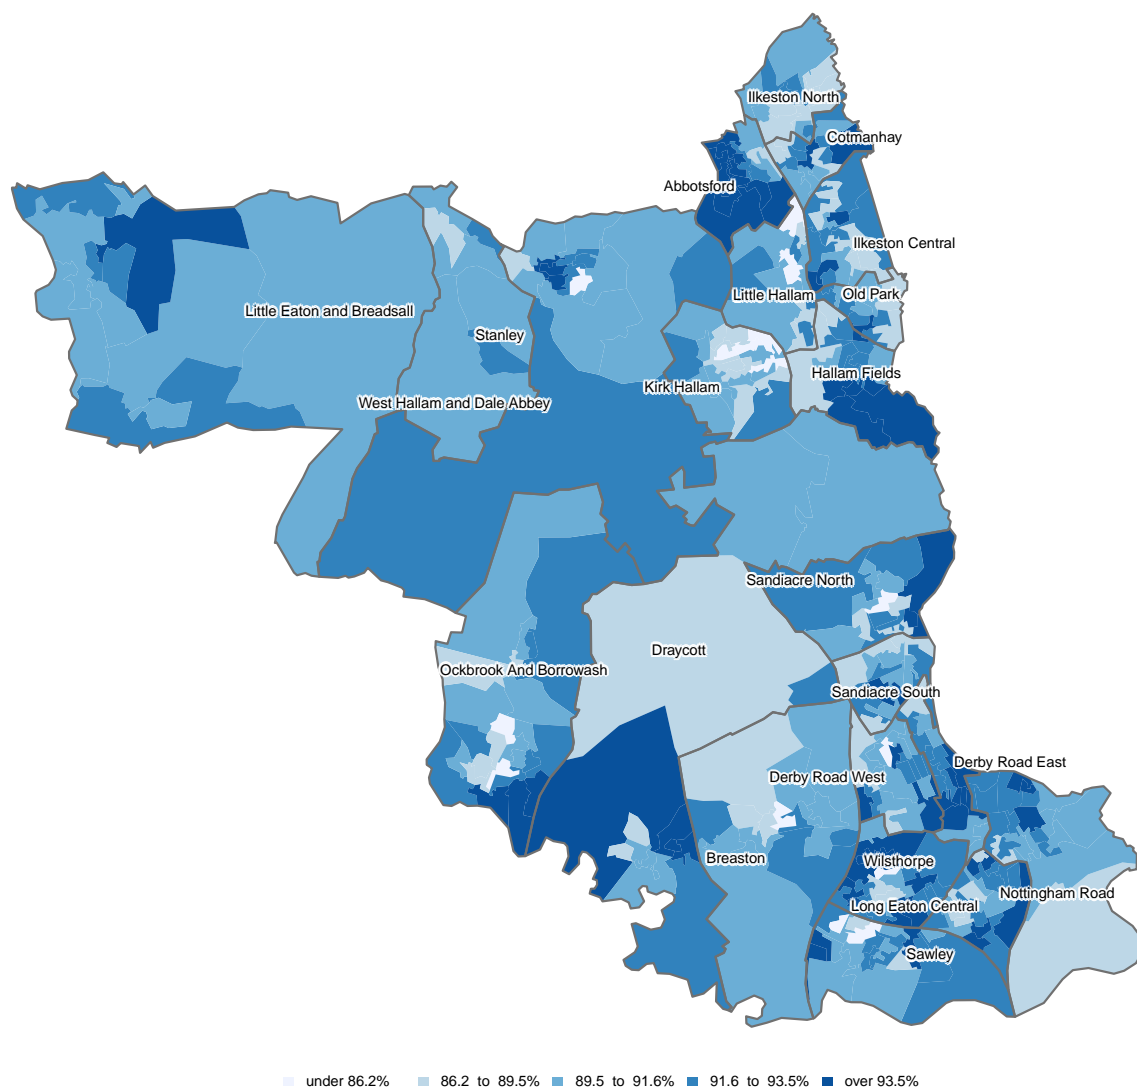 Ilkeston North
Cotmanhay
Abbotsford
Ilkeston Central
Little Hallam
Old Park
Little Eaton and Breadsall
Stanley
Hallam Fields
Kirk Hallam
West Hallam and Dale Abbey
Sandiacre North
Draycott
Ockbrook And Borrowash
Sandiacre South
Derby Road East
Derby Road West
Breaston
Wilsthorpe
Nottingham Road
Long Eaton Central
Sawley
under 86.2% 86.2 to 89.5% 89.5 to 91.6% 91.6 to 93.5% over 93.5%